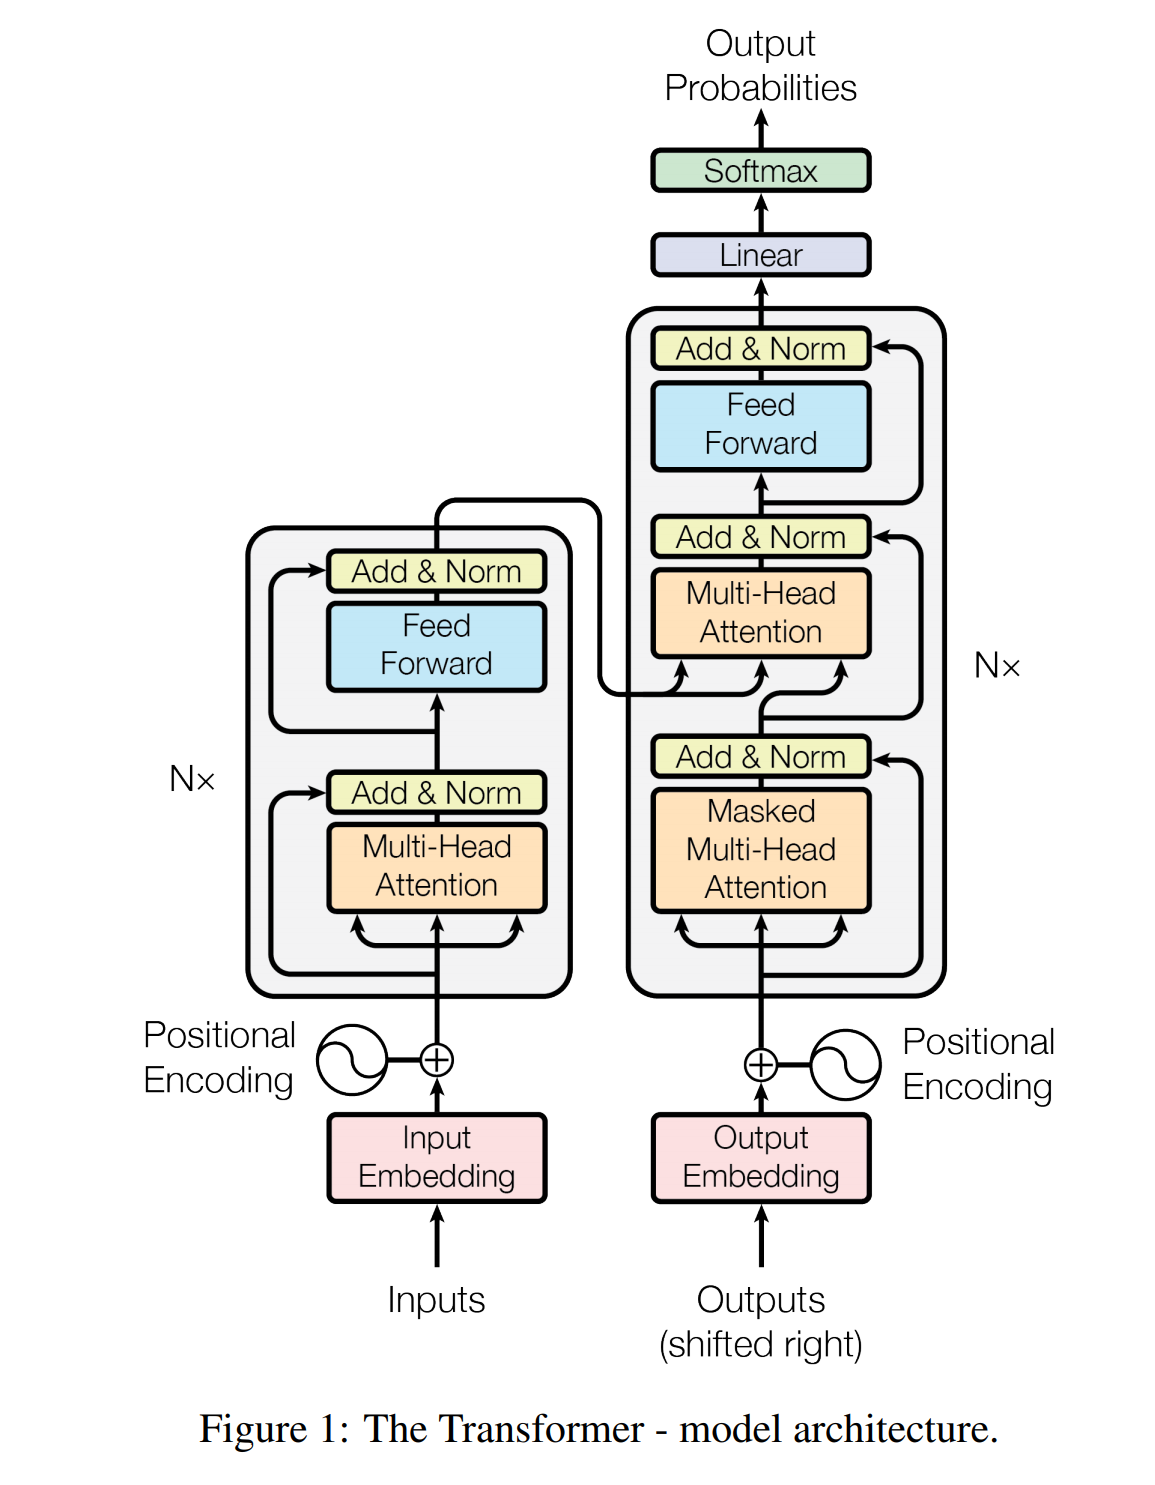 Output
Probabilities
Softmax
Linear
Add & Norm
Feed
Forward
Add & Norm
Multi-Head
Attention
Nx
Add & Norm
Masked
Multi-Head
Attention
Add & Norm
Feed
Forward
N×
Add & Norm
Multi-Head
Attention
Positional
Encoding
Positional
Encoding
Input
Embedding
Output
Embedding
Inputs
Outputs
(shifted right)
Figure 1: The Transformer - model architecture.